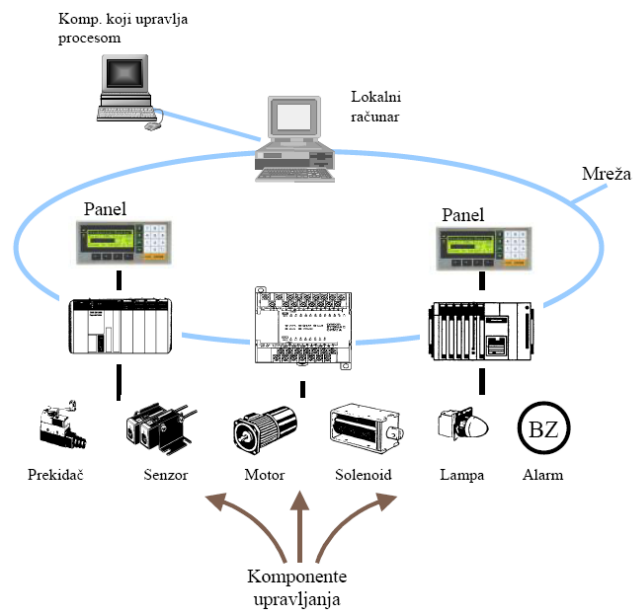 Komp. koji upravlja
procesom
Lokalni
računar
Mreža
Panel
Panel
Prekidač
Senzor
Motor
Solenoid
Lampa
BZ
Alarm
Komponente
upravljanja